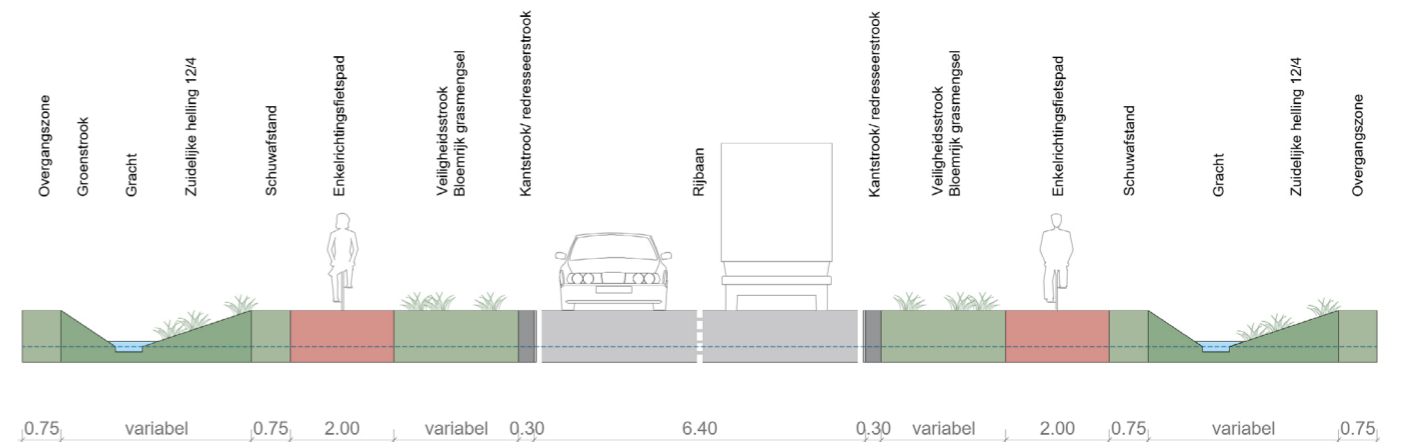 Overgangszone
Groenstrook
Gracht
Zuidelijke helling 12/4
Schuwafstand
Enkelrichtingsfietspad
Veiligheidsstrook
Bloemrijk grasmengsel
Kantstrook/ redresseerstrook
Rijbaan
Kantstrook/ redresseerstrook
Veiligheidsstrook
Bloemrijk grasmengsel
Enkelrichtingsfietspad
Schuwafstand
Gracht
Zuidelijke helling 12/4
Overgangszone
0.75 variabel 0.75 2.00 variabel 0.30 6.40 0.30 variabel 2.00 0.75 variabel 0.75